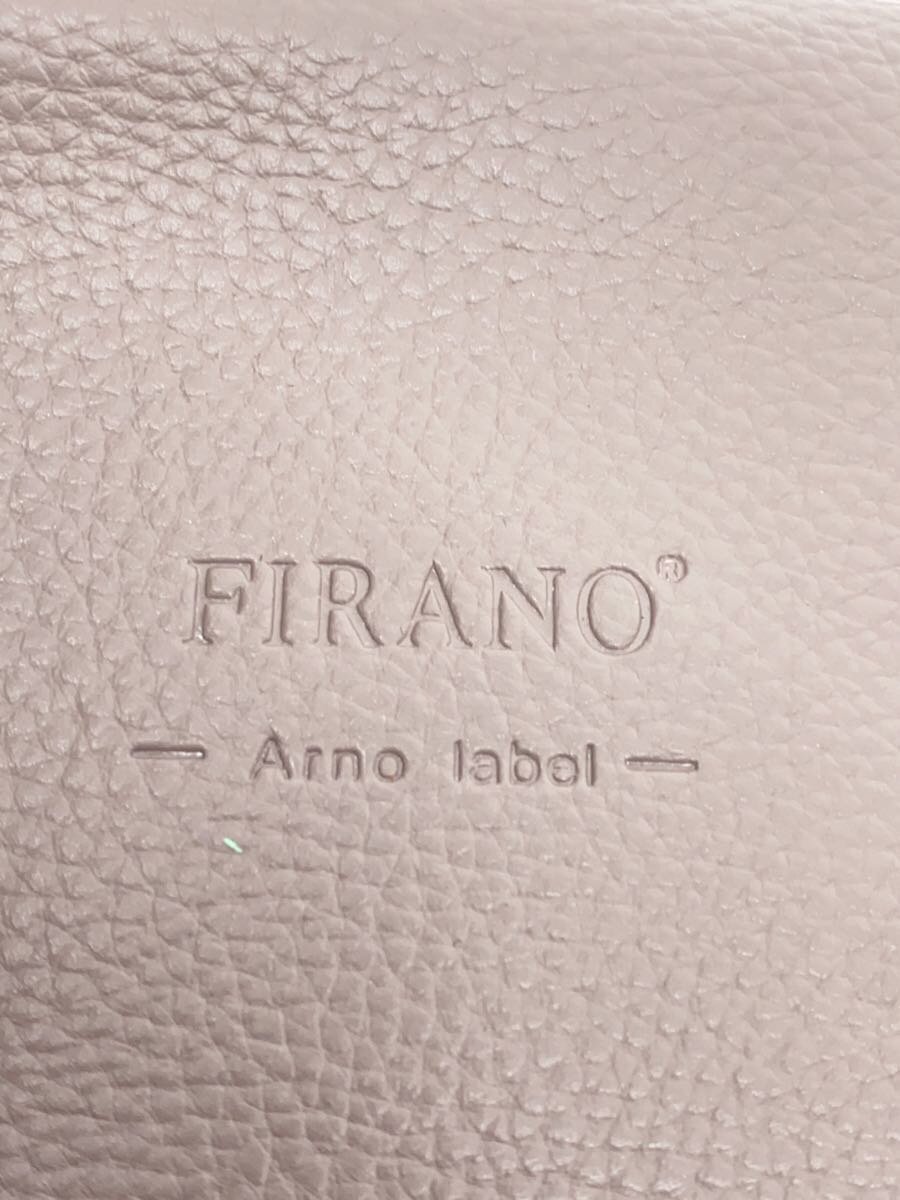 FIRANO®
— Arno label —